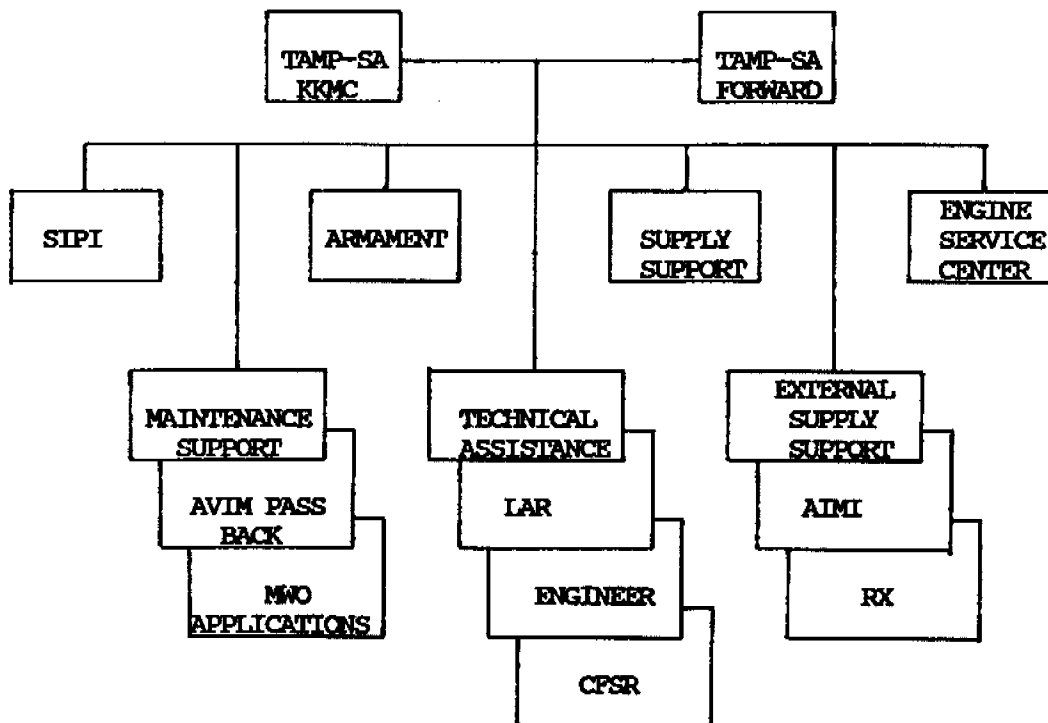 TAMP-SA
KKMC
TAMP-SA
FORWARD
SIPI
ARMAMENT
SUPPLY
SUPPORT
ENGINE
SERVICE
CENTER
MAINTENANCE
SUPPORT
AVIM PASS
BACK
MWO
APPLICATIONS
TECHNICAL
ASSISTANCE
LAR
ENGINEER
CFSR
EXTERNAL
SUPPLY
SUPPORT
AIMI
RX